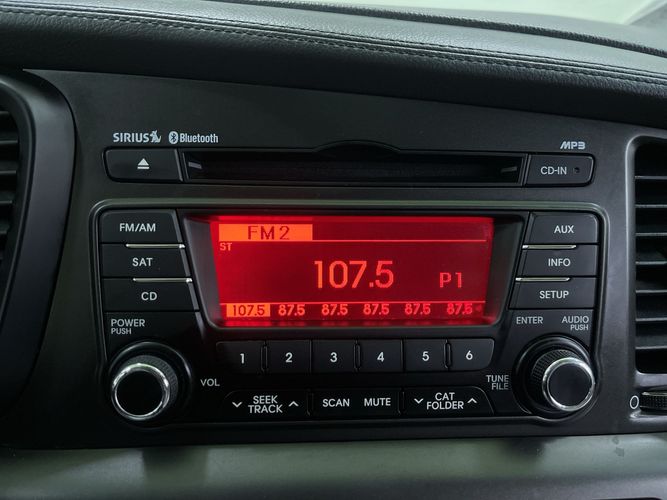 SIRIUS Bluetooth MP3
CD-IN
FM/AM FM2 AUX
ST
SAT 107.5 P1 INFO
CD 107.5 87.5 87.5 87.5 87.5 87.5 SETUP
POWER PUSH ENTER AUDIO PUSH
1 2 3 4 5 6
VOL TUNE FILE
SEEK TRACK SCAN MUTE CAT FOLDER